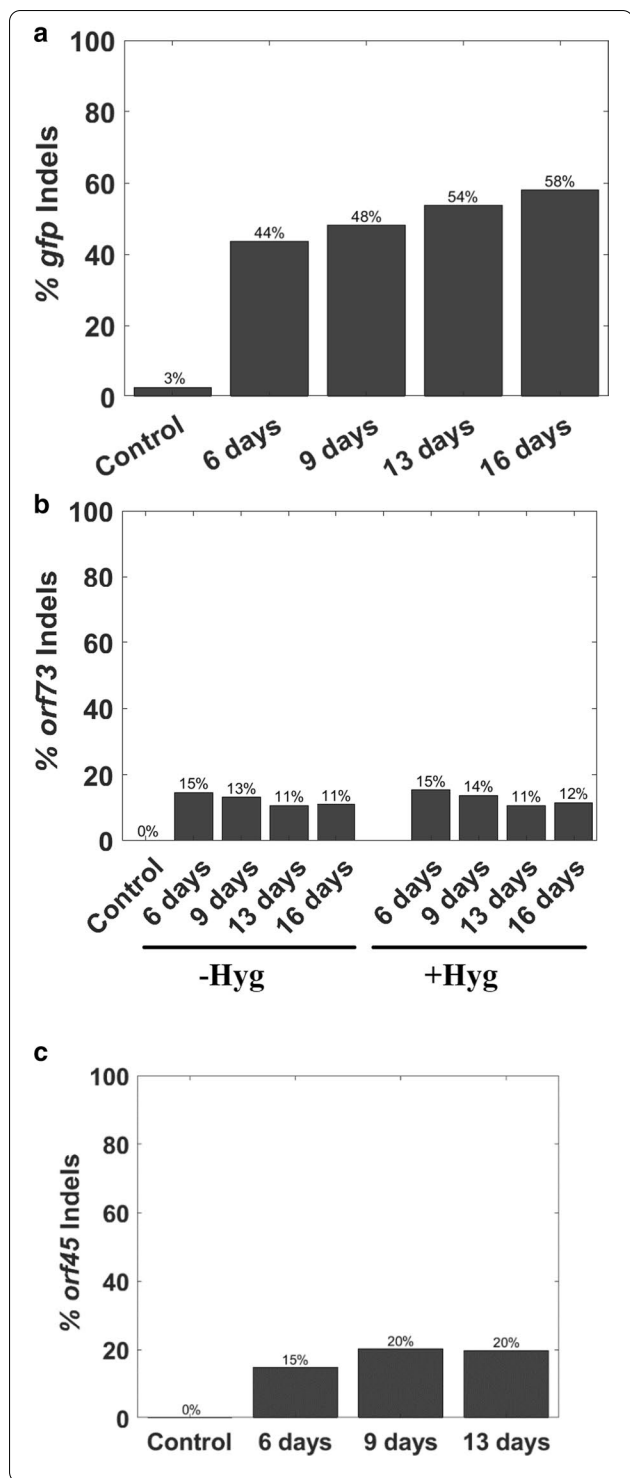 a
% gfp Indels
100
80
60
40
20
0
3%
44%
48%
54%
58%
Control
6 days
9 days
13 days
16 days
b
% orf73 Indels
100
80
60
40
20
0
0%
15%
13%
11%
11%
15%
14%
11%
12%
Control
6 days
9 days
13 days
16 days
6 days
9 days
13 days
16 days
-Hyg
+Hyg
c
% orf45 Indels
100
80
60
40
20
0
0%
15%
20%
20%
Control
6 days
9 days
13 days